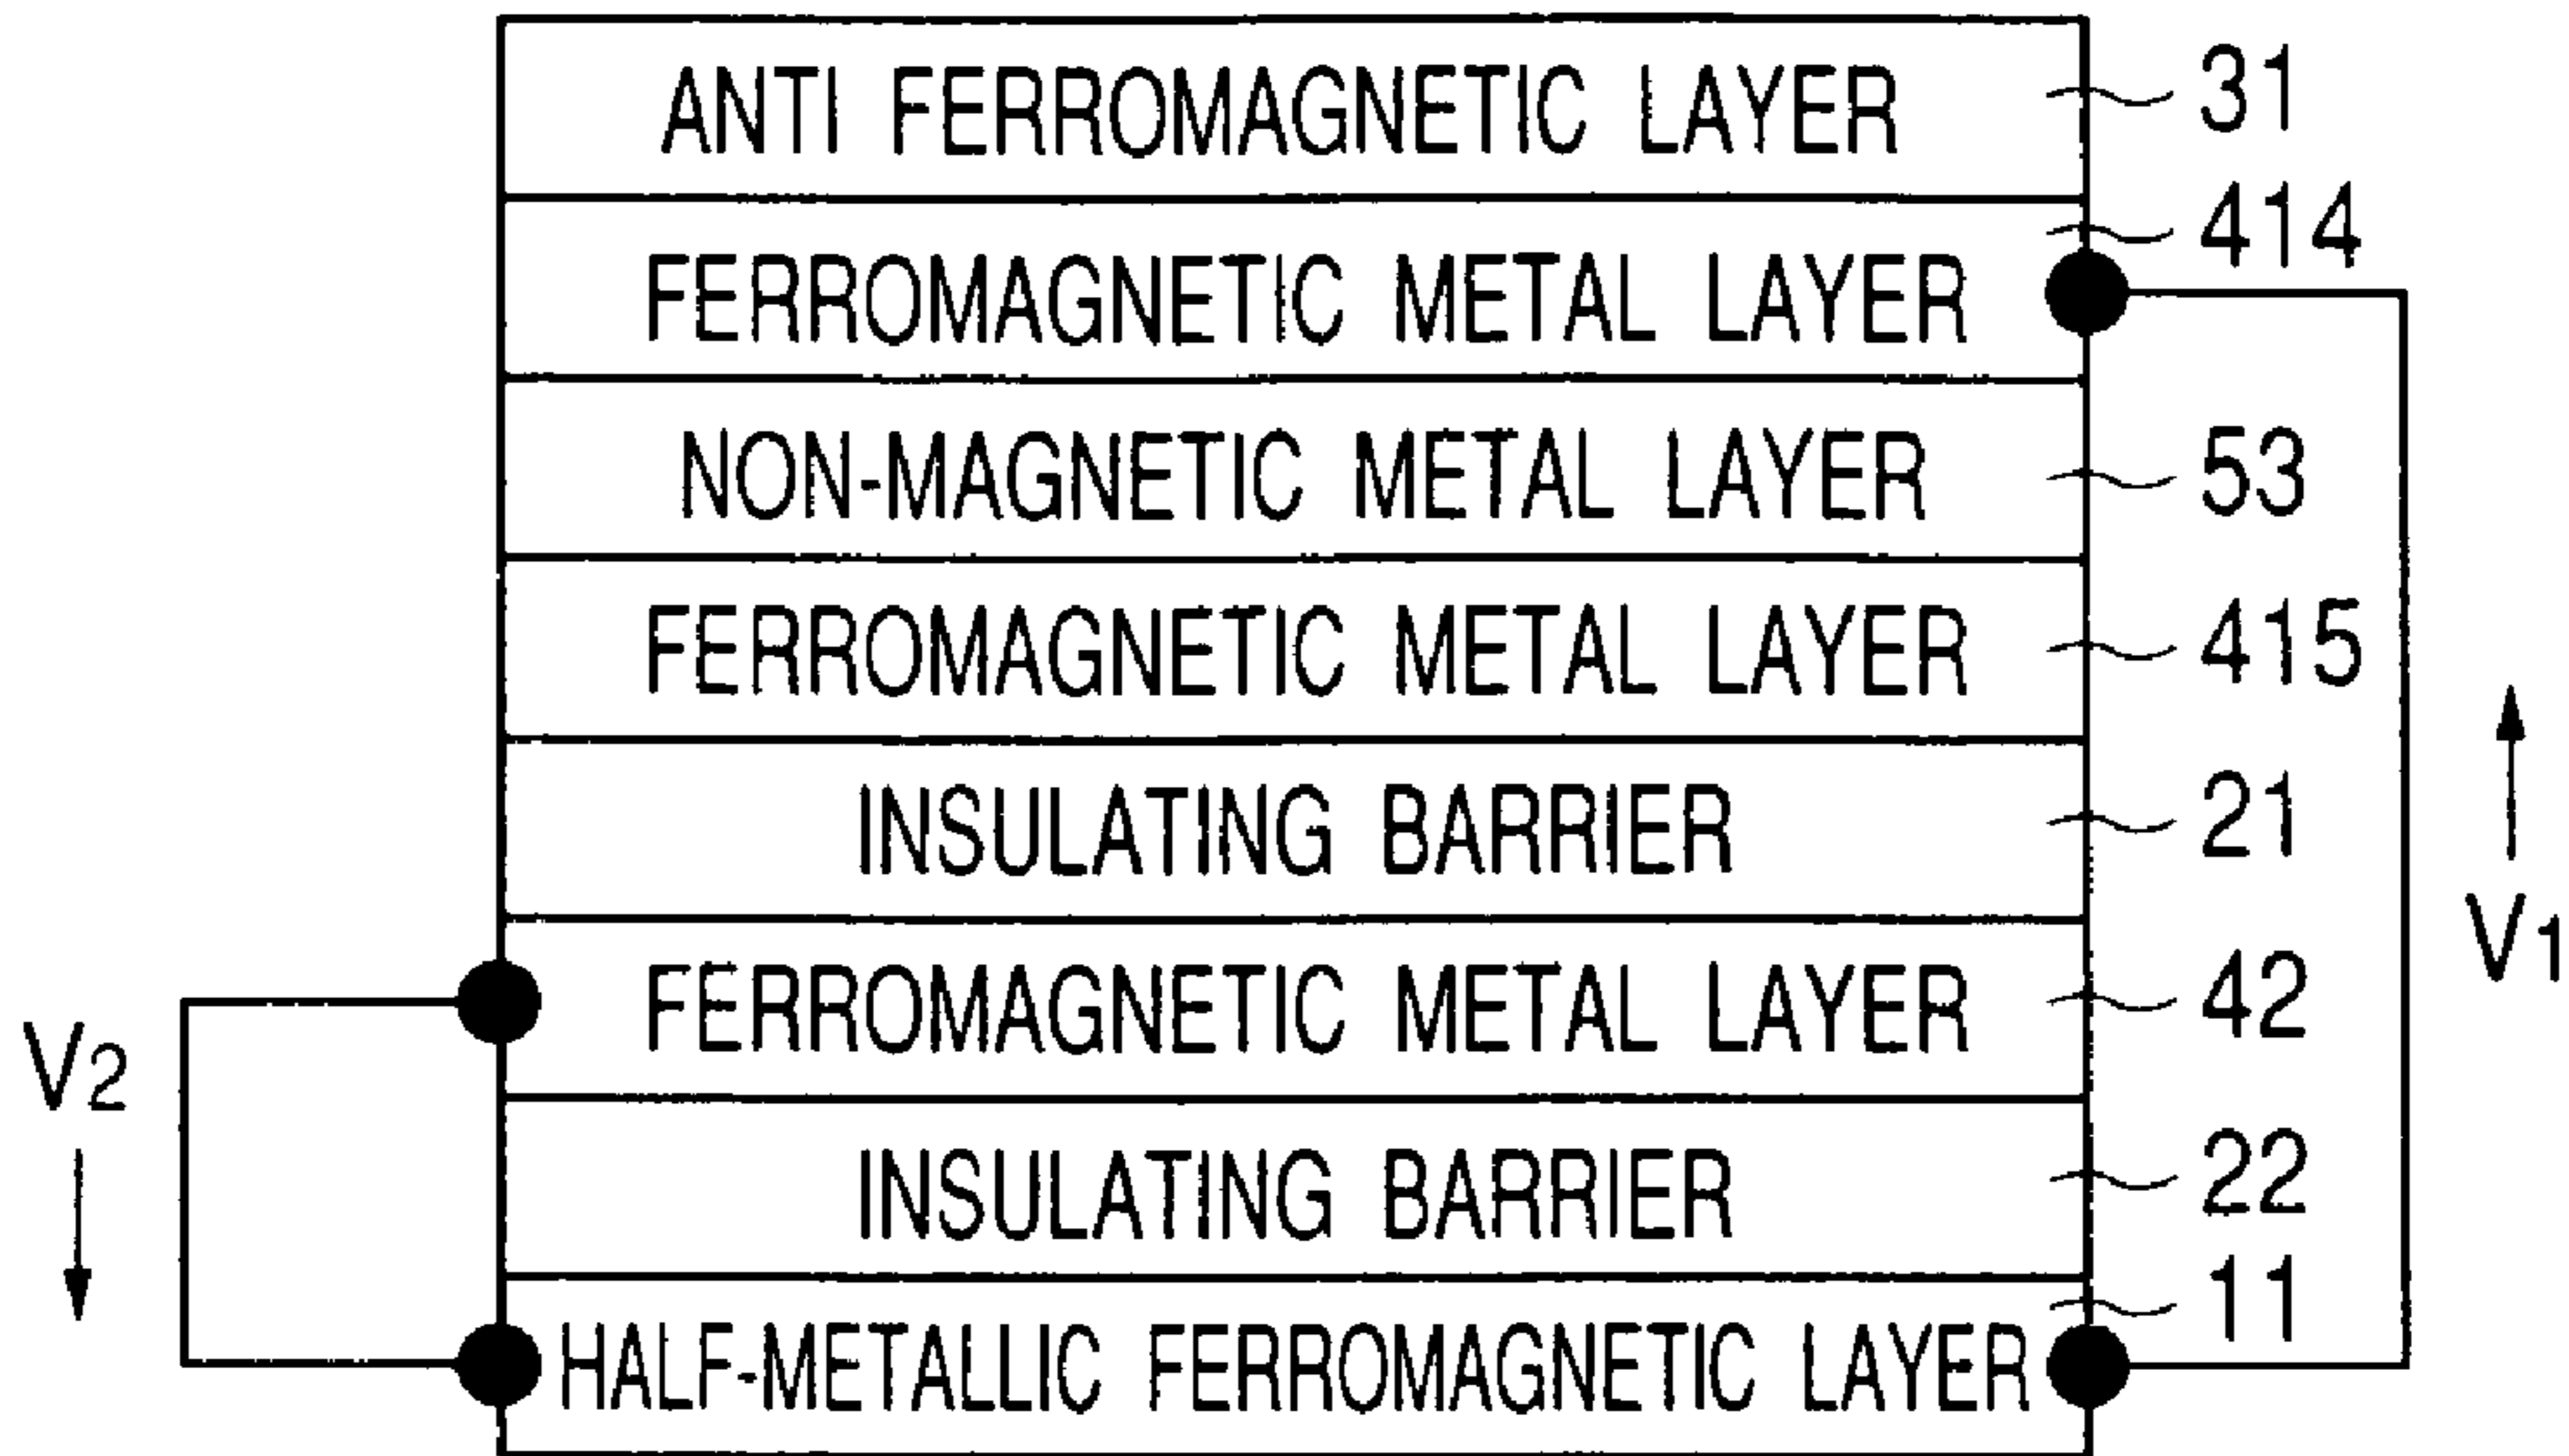 ANTI FERROMAGNETIC LAYER 31
FERROMAGNETIC METAL LAYER 414
NON-MAGNETIC METAL LAYER 53
FERROMAGNETIC METAL LAYER 415
INSULATING BARRIER 21
V1
FERROMAGNETIC METAL LAYER 42
V2
INSULATING BARRIER 22
HALF-METALLIC FERROMAGNETIC LAYER 11